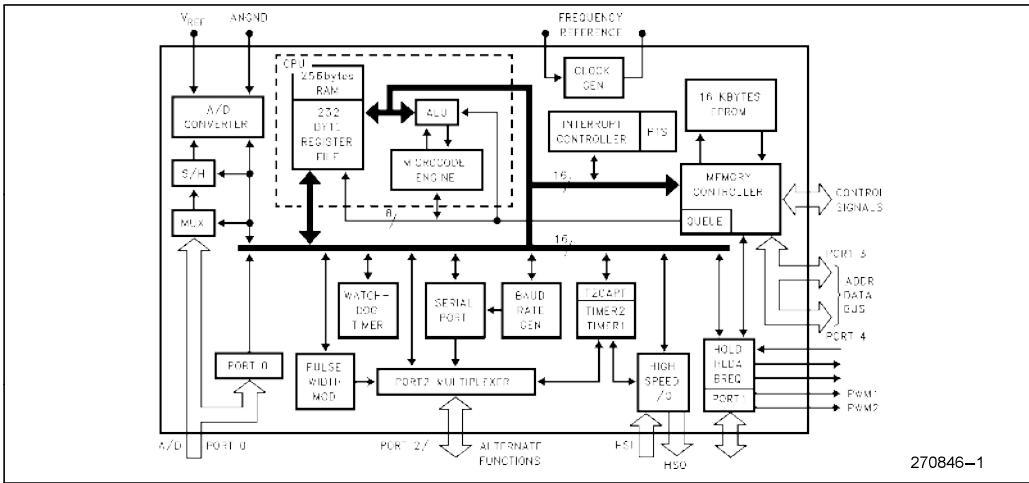 VREF
ANGND
FREQUENCY
REFERENCE
CPU
256bytes
RAM
232
BYTE
REGISTER
FILE
ALU
MICROCODE
ENGINE
CLOCK
GEN
A/D
CONVERTER
S/H
MUX
INTERRUPT
CONTROLLER
PTS
16 KBYTES
EPROM
MEMORY
CONTROLLER
QUEUE
CONTROL
SIGNALS
16
8
16
WATCH-
DOG
TIMER
SERIAL
PORT
BAUD
RATE
GEN
T2CAPT
TIMER2
TIMER1
PORT 3
ADDR
DATA
BUS
PORT 4
PORT 0
PULSE
WIDTH
MOD
PORT2 MULTIPLEXER
HIGH
SPEED
I/O
HOLD
HLDA
BREQ
PORT1
PWM1
PWM2
A/D
PORT 0
PORT 2/
ALTERNATE
FUNCTIONS
HSI
HSO
270846–1